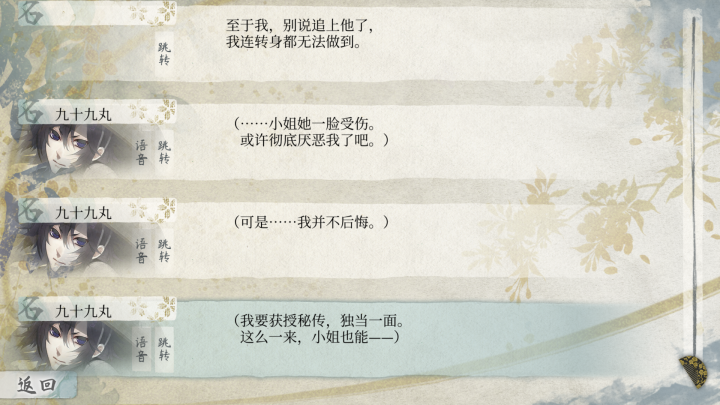 名
至于我，别说追上他了，
我连转身都无法做到。
跳转
名 九十九丸
（……小姐她一脸受伤。
或许彻底厌恶我了吧。）
语音 跳转
名 九十九丸
（可是……我并不后悔。）
语音 跳转
名 九十九丸
（我要获授秘传，独当一面。
这么一来，小姐也能——）
语音 跳转
返回